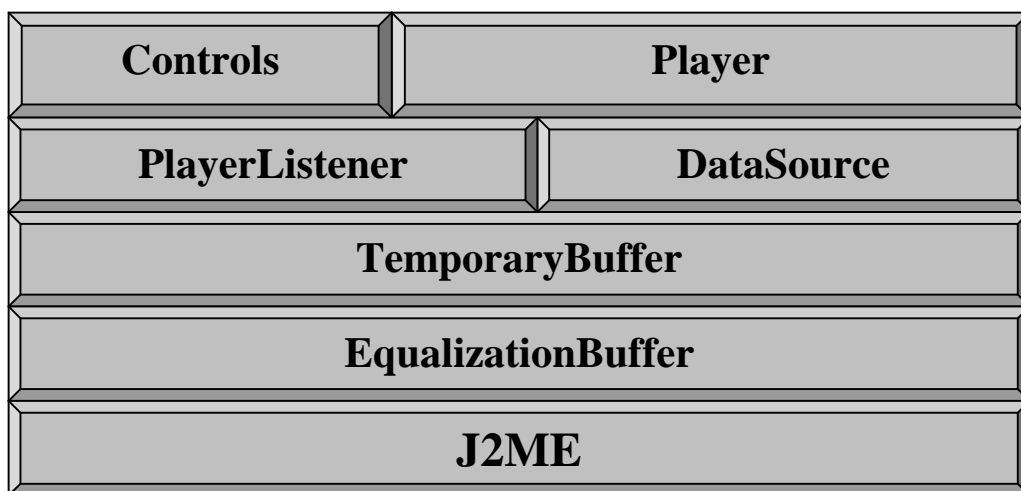 Controls Player
PlayerListener DataSource
TemporaryBuffer
EqualizationBuffer
J2ME